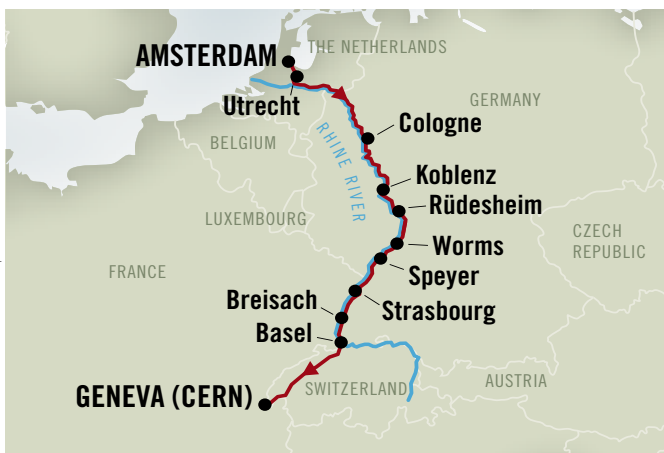 AMSTERDAM
THE NETHERLANDS
Utrecht
GERMANY
Cologne
BELGIUM
RHINE RIVER
Koblenz
Rüdesheim
LUXEMBOURG
CZECH
REPUBLIC
Worms
Speyer
FRANCE
Breisach
Strasbourg
Basel
GENEVA (CERN)
SWITZERLAND
AUSTRIA